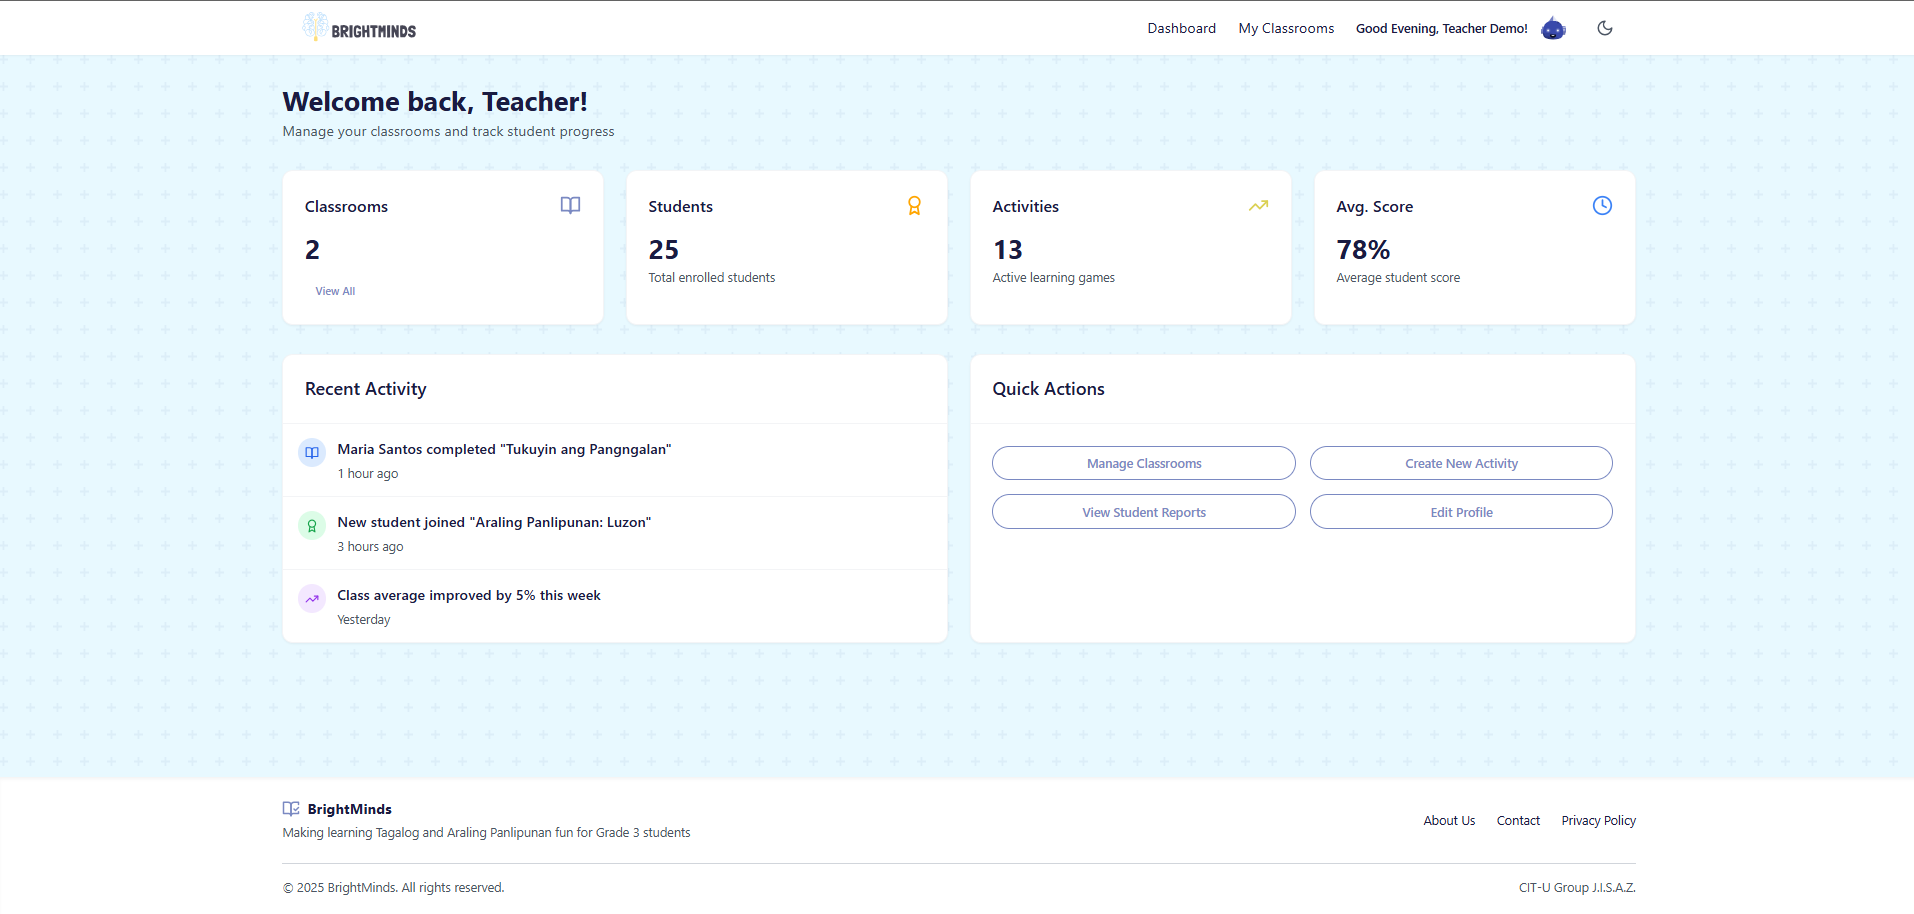 BRIGHTMINDS
Dashboard
My Classrooms
Good Evening, Teacher Demo!
Welcome back, Teacher!
Manage your classrooms and track student progress
Classrooms
2
View All
Students
25
Total enrolled students
Activities
13
Active learning games
Avg. Score
78%
Average student score
Recent Activity
Maria Santos completed "Tukuyin ang Pangngalan"
1 hour ago
New student joined "Araling Panlipunan: Luzon"
3 hours ago
Class average improved by 5% this week
Yesterday
Quick Actions
Manage Classrooms
Create New Activity
View Student Reports
Edit Profile
BrightMinds
Making learning Tagalog and Araling Panlipunan fun for Grade 3 students
About Us
Contact
Privacy Policy
© 2025 BrightMinds. All rights reserved.
CIT-U Group J.I.S.A.Z.